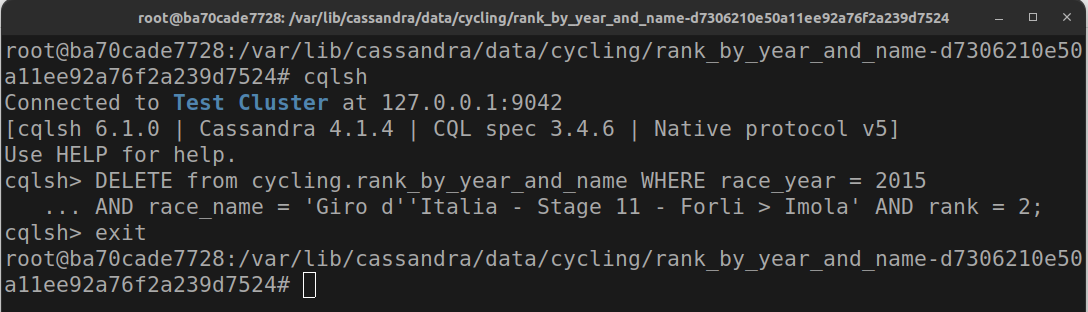 root@ba70cade7728: /var/lib/cassandra/data/cycling/rank_by_year_and_name-d7306210e50a11ee92a76f2a239d7524
root@ba70cade7728:/var/lib/cassandra/data/cycling/rank_by_year_and_name-d7306210e50
a11ee92a76f2a239d7524# cqlsh
Connected to Test Cluster at 127.0.0.1:9042
[cqlsh 6.1.0 | Cassandra 4.1.4 | CQL spec 3.4.6 | Native protocol v5]
Use HELP for help.
cqlsh> DELETE from cycling.rank_by_year_and_name WHERE race_year = 2015
   ... AND race_name = 'Giro d''Italia - Stage 11 - Forli > Imola' AND rank = 2;
cqlsh> exit
root@ba70cade7728:/var/lib/cassandra/data/cycling/rank_by_year_and_name-d7306210e50
a11ee92a76f2a239d7524#